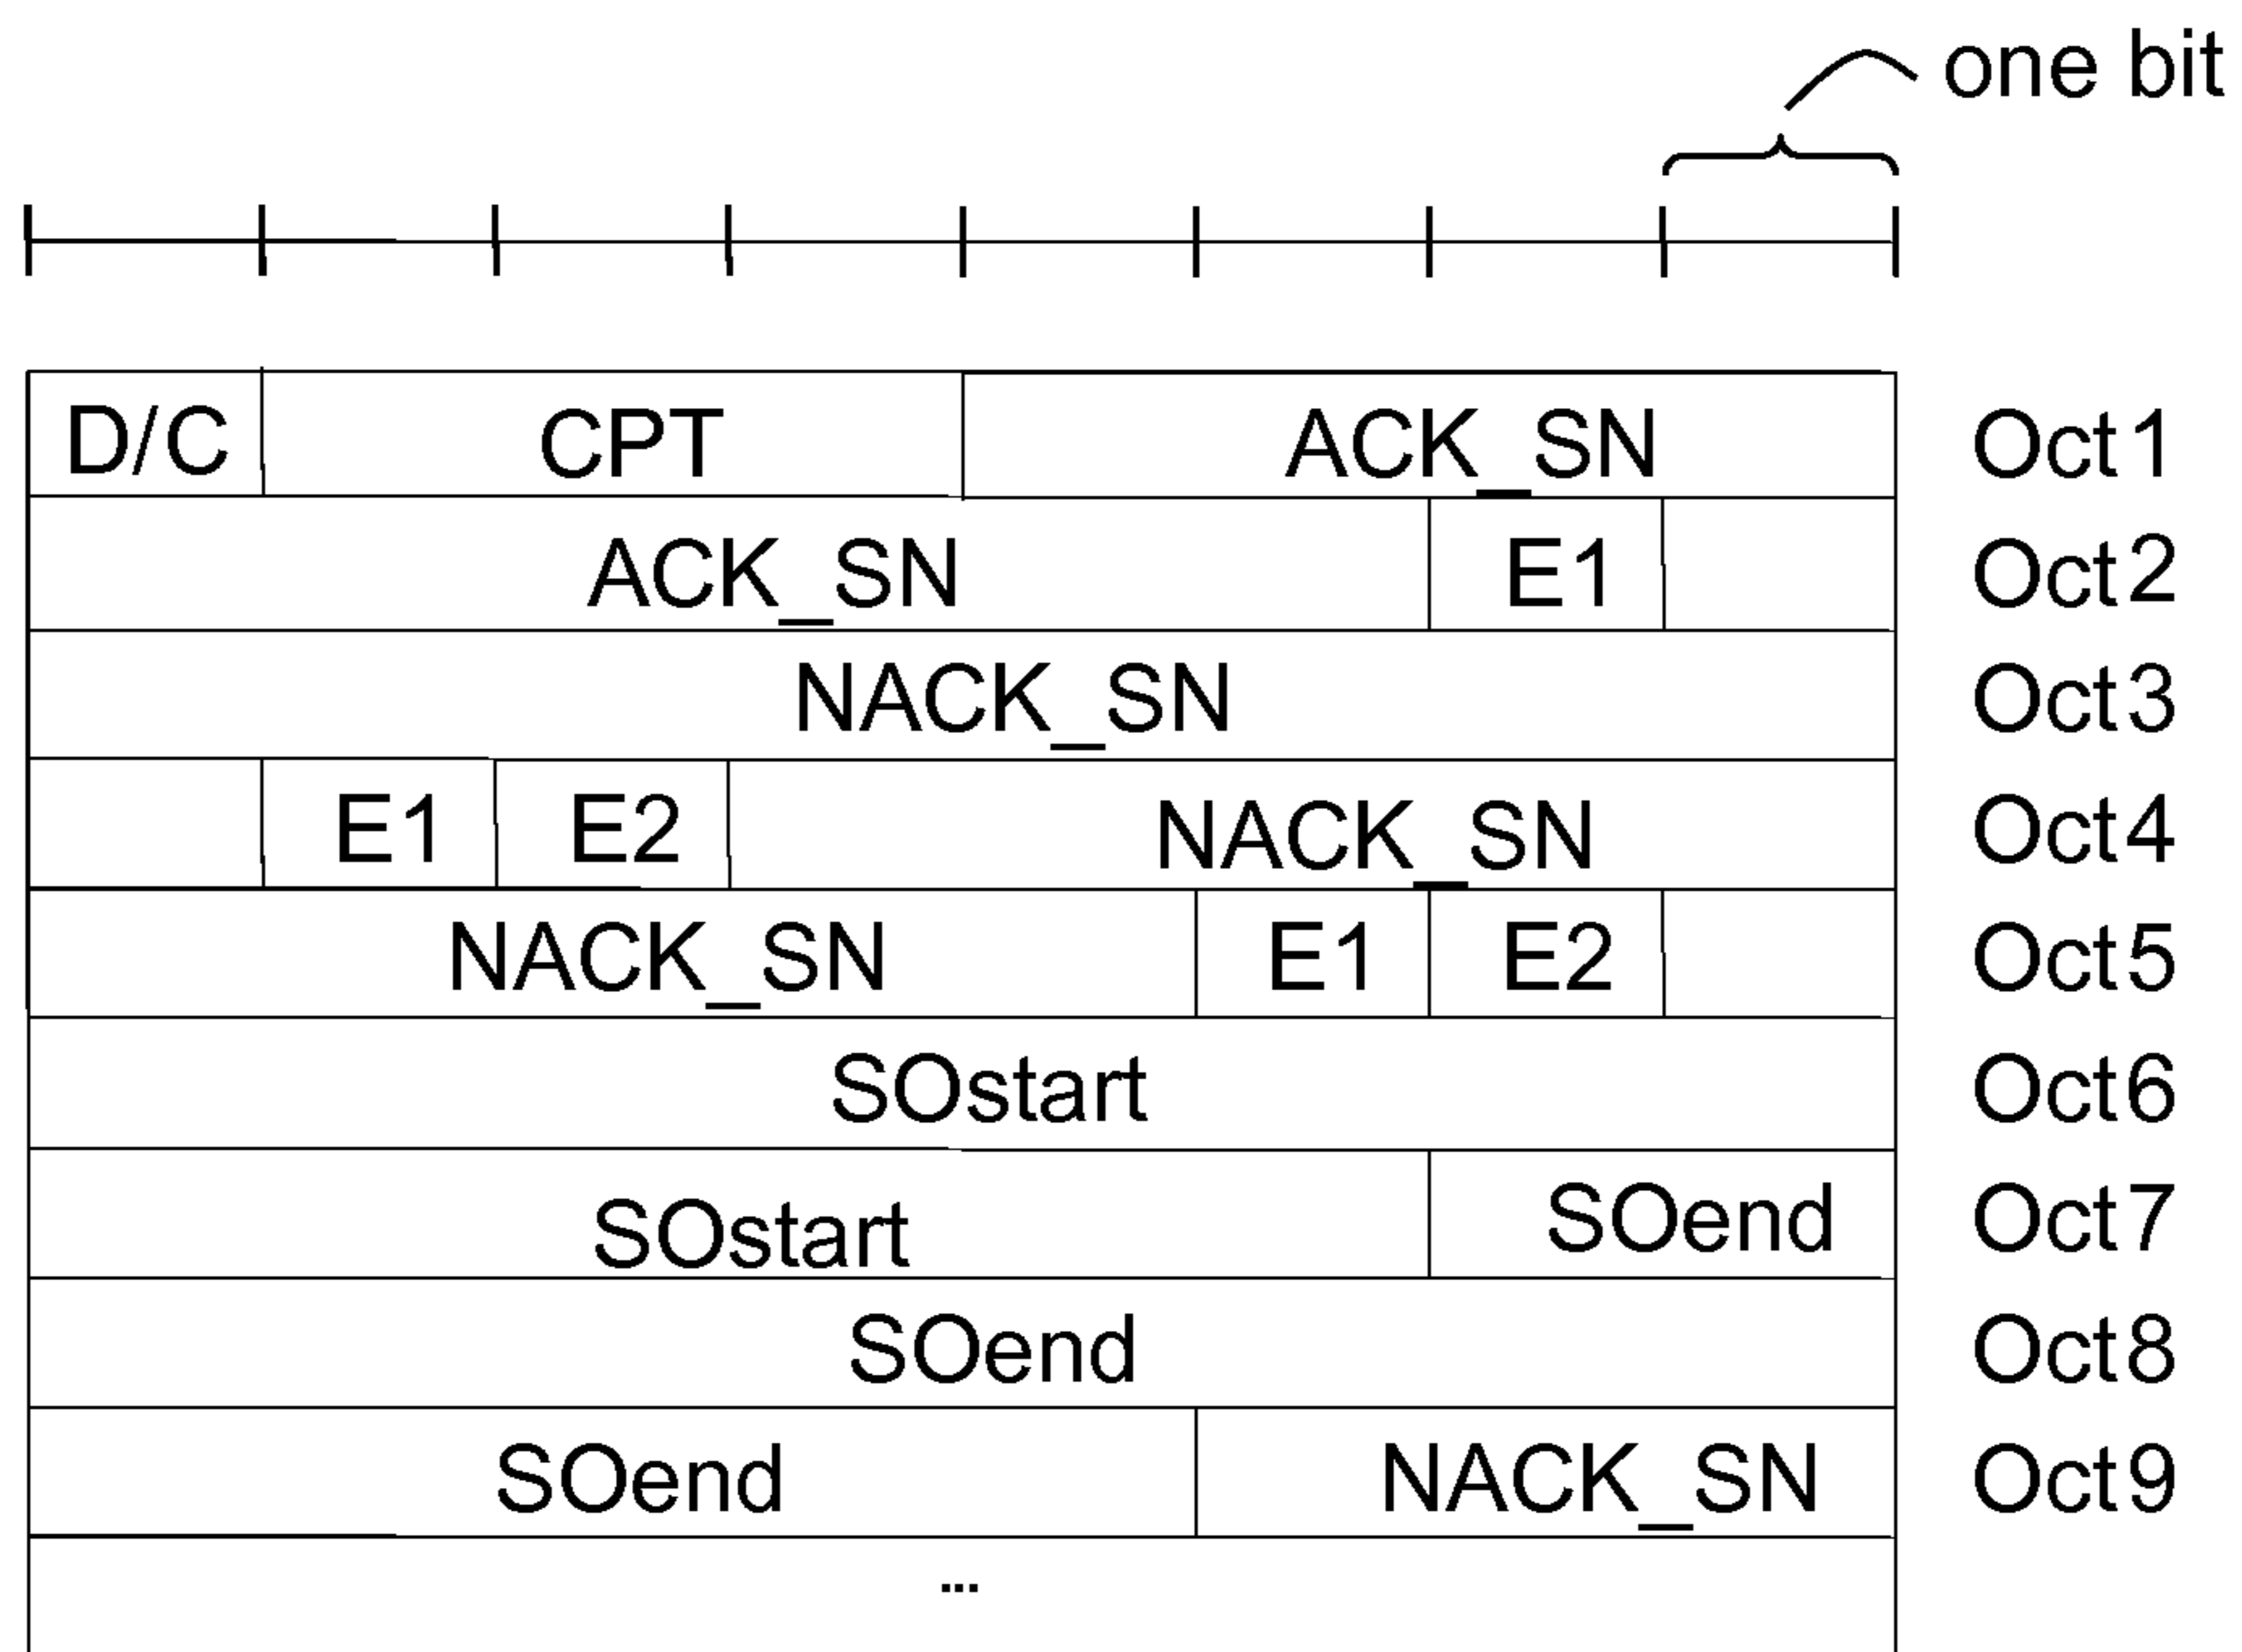 one bit
D/C CPT ACK_SN Oct1
ACK_SN E1 Oct2
NACK_SN Oct3
E1 E2 NACK_SN Oct4
NACK_SN E1 E2 Oct5
SOstart Oct6
SOstart SOend Oct7
SOend Oct8
SOend NACK_SN Oct9
...